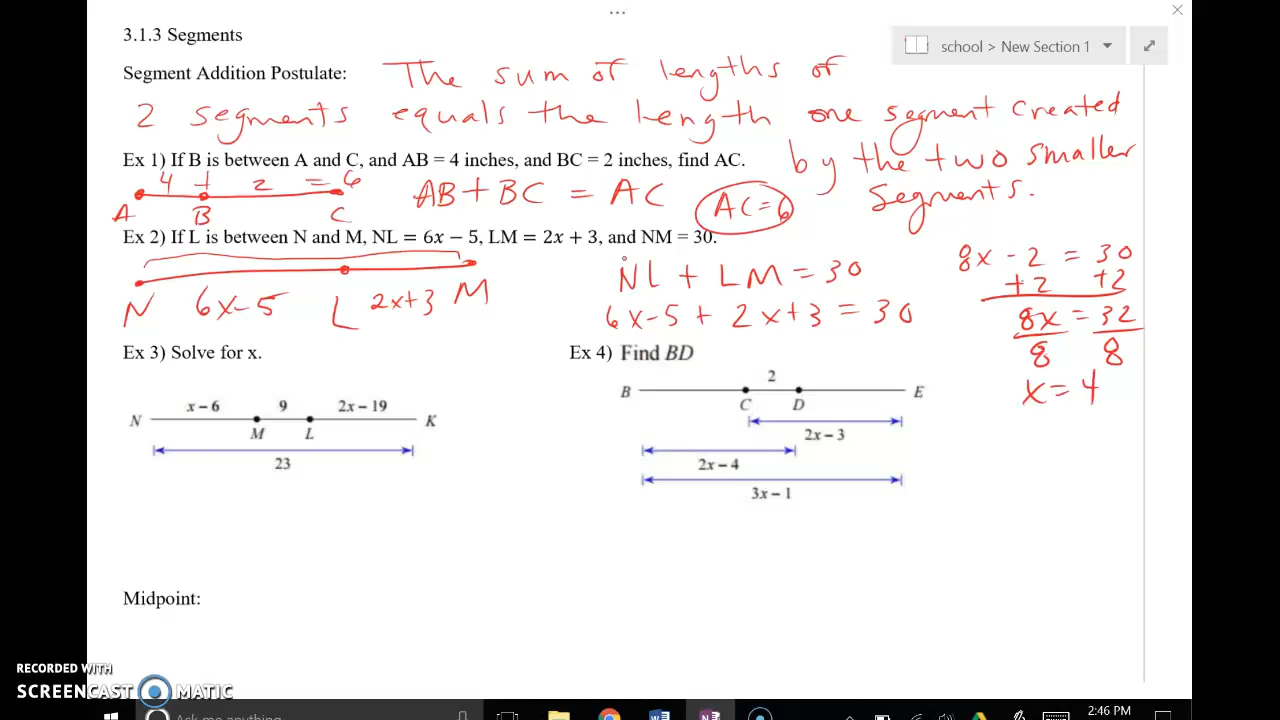 ...
3.1.3 Segments
school > New Section 1
Segment Addition Postulate: The sum of lengths of
2 segments equals the length one segment created
by the two smaller
segments.
Ex 1) If B is between A and C, and AB = 4 inches, and BC = 2 inches, find AC.
4 + 2 = 6
A B C
AB + BC = AC
AC = 6
Ex 2) If L is between N and M, NL = 6x − 5, LM = 2x + 3, and NM = 30.
N 6x−5 L 2x+3 M
NL + LM = 30
6x−5 + 2x+3 = 30
8x − 2 = 30
+2 +2
8x = 32
8 8
x = 4
Ex 3) Solve for x.
x − 6 9 2x − 19
N M L K
23
Ex 4) Find BD
2
B C D E
2x − 3
2x − 4
3x − 1
Midpoint:
RECORDED WITH
SCREENCAST MATIC
Ask me anything
2:46 PM